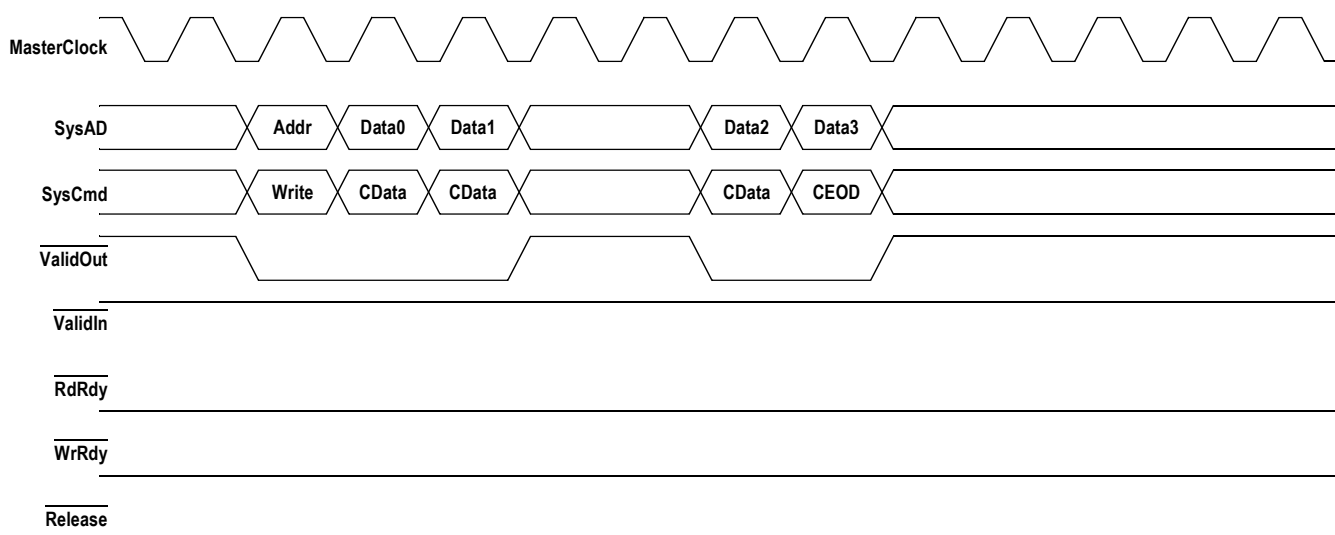 MasterClock
SysAD Addr Data0 Data1 Data2 Data3
SysCmd Write CData CData CData CEOD
ValidOut
ValidIn
RdRdy
WrRdy
Release